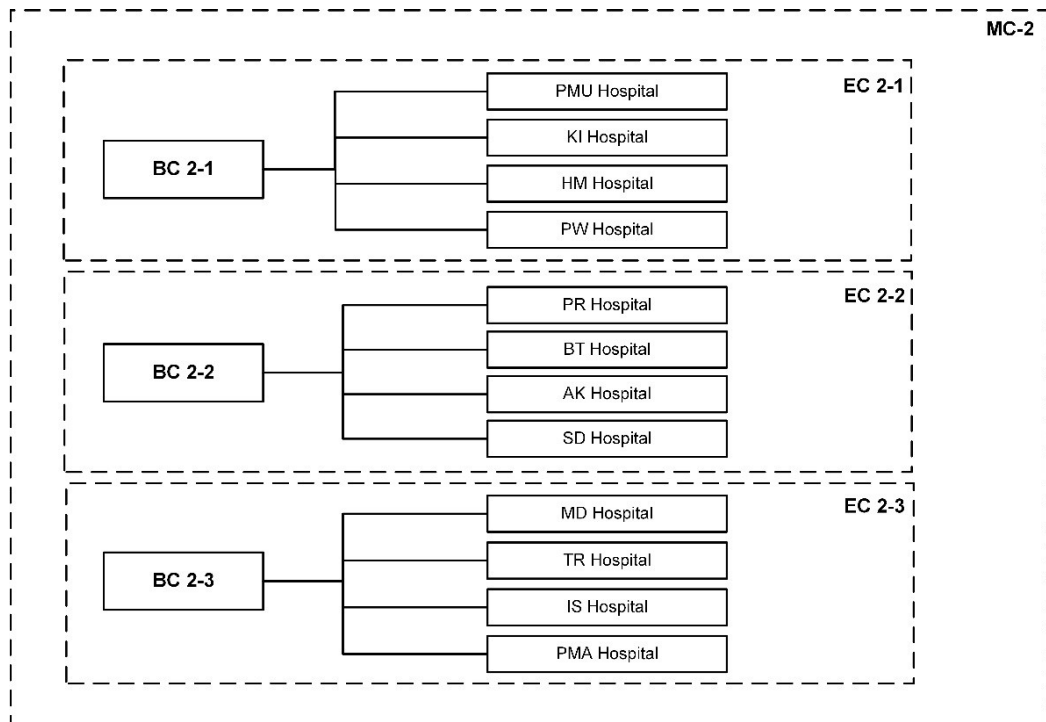 MC-2
EC 2-1
BC 2-1
PMU Hospital
KI Hospital
HM Hospital
PW Hospital
EC 2-2
BC 2-2
PR Hospital
BT Hospital
AK Hospital
SD Hospital
EC 2-3
BC 2-3
MD Hospital
TR Hospital
IS Hospital
PMA Hospital